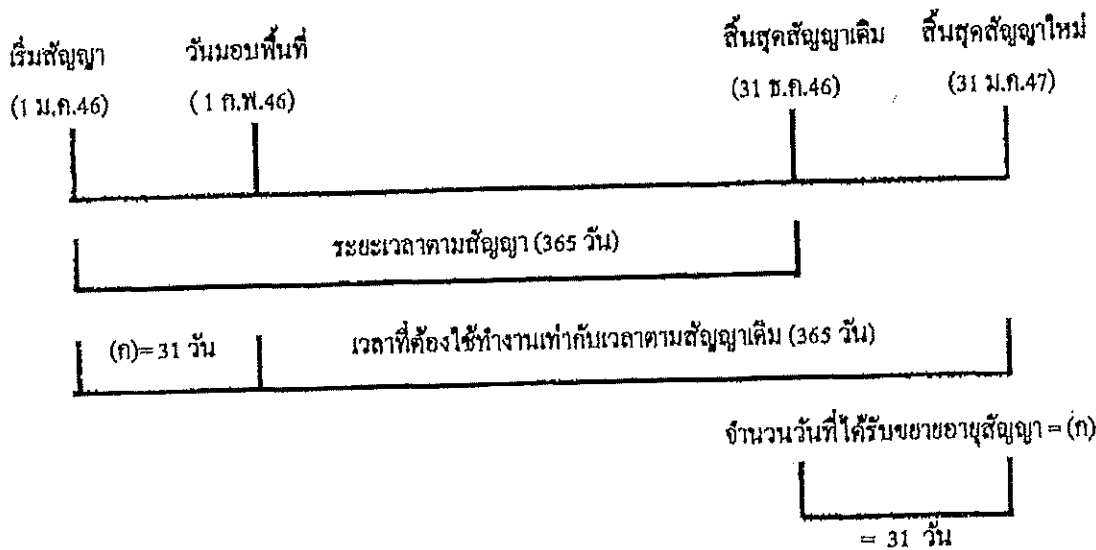 เริ่มสัญญา วันมอบพื้นที่ สิ้นสุดสัญญาเดิม สิ้นสุดสัญญาใหม่
(1 ม.ค.46) (1 ก.พ.46) (31 ธ.ค.46) (31 ม.ค.47)
ระยะเวลาตามสัญญา (365 วัน)
(ก)= 31 วัน เวลาที่ต้องใช้ทำงานเท่ากับเวลาตามสัญญาเดิม (365 วัน)
จำนวนวันที่ได้รับขยายอายุสัญญา = (ก)
= 31 วัน